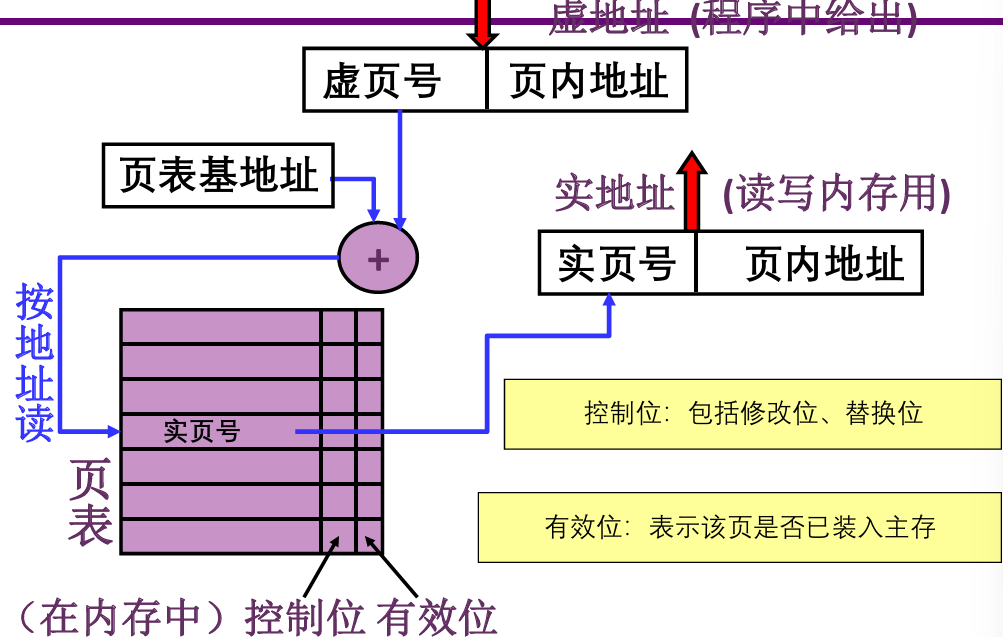 虚地址 (程序中给出)
虚页号 页内地址
页表基地址
实地址 (读写内存用)
+
实页号 页内地址
按地址读
控制位：包括修改位、替换位
实页号
页表
有效位：表示该页是否已装入主存
（在内存中）控制位 有效位